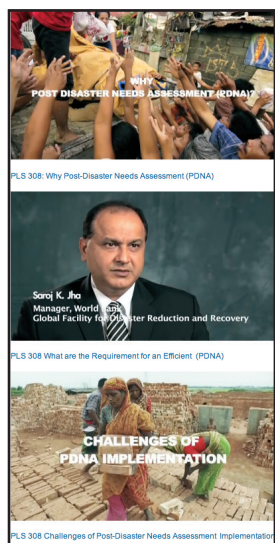 WHY
POST DISASTER NEEDS ASSESSMENT (PDNA)?
PLS 308: Why Post-Disaster Needs Assessment (PDNA)
Saroj K. Jha
Manager, World Bank
Global Facility for Disaster Reduction and Recovery
PLS 308 What are the Requirement for an Efficient (PDNA)
CHALLENGES OF
PDNA IMPLEMENTATION
PLS 308 Challenges of Post-Disaster Needs Assessment Implementation